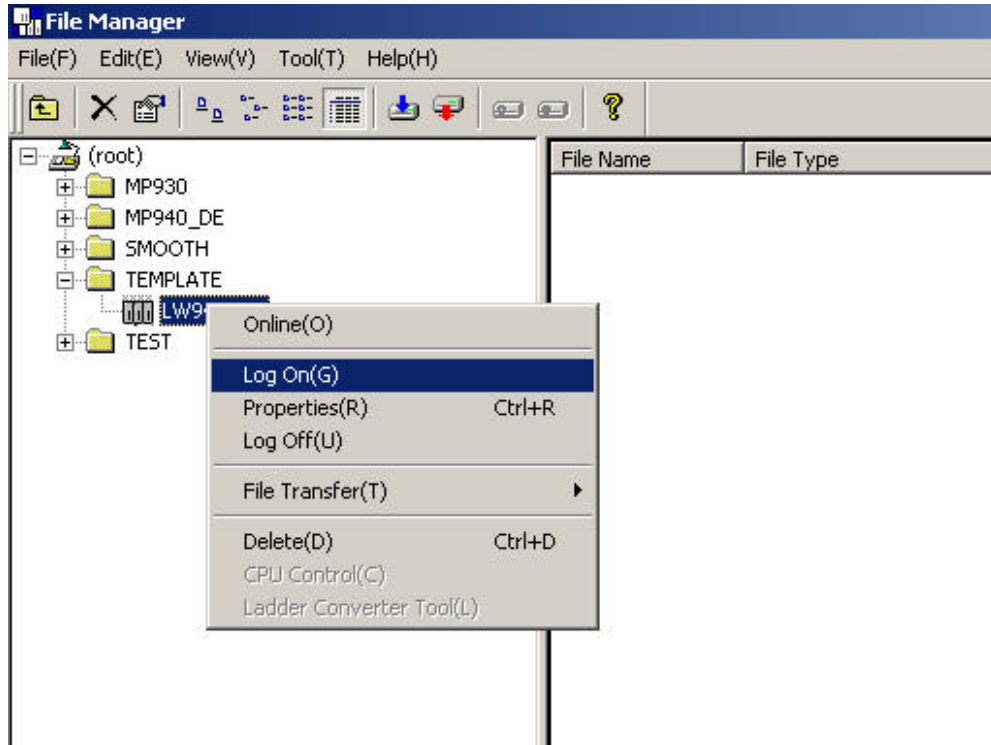 File Manager
File(F) Edit(E) View(V) Tool(T) Help(H)
(root)
File Name File Type
MP930
MP940_DE
SMOOTH
TEMPLATE
TEST
Online(O)
Log On(G)
Properties(R) Ctrl+R
Log Off(U)
File Transfer(T)
Delete(D) Ctrl+D
CPU Control(C)
Ladder Converter Tool(L)